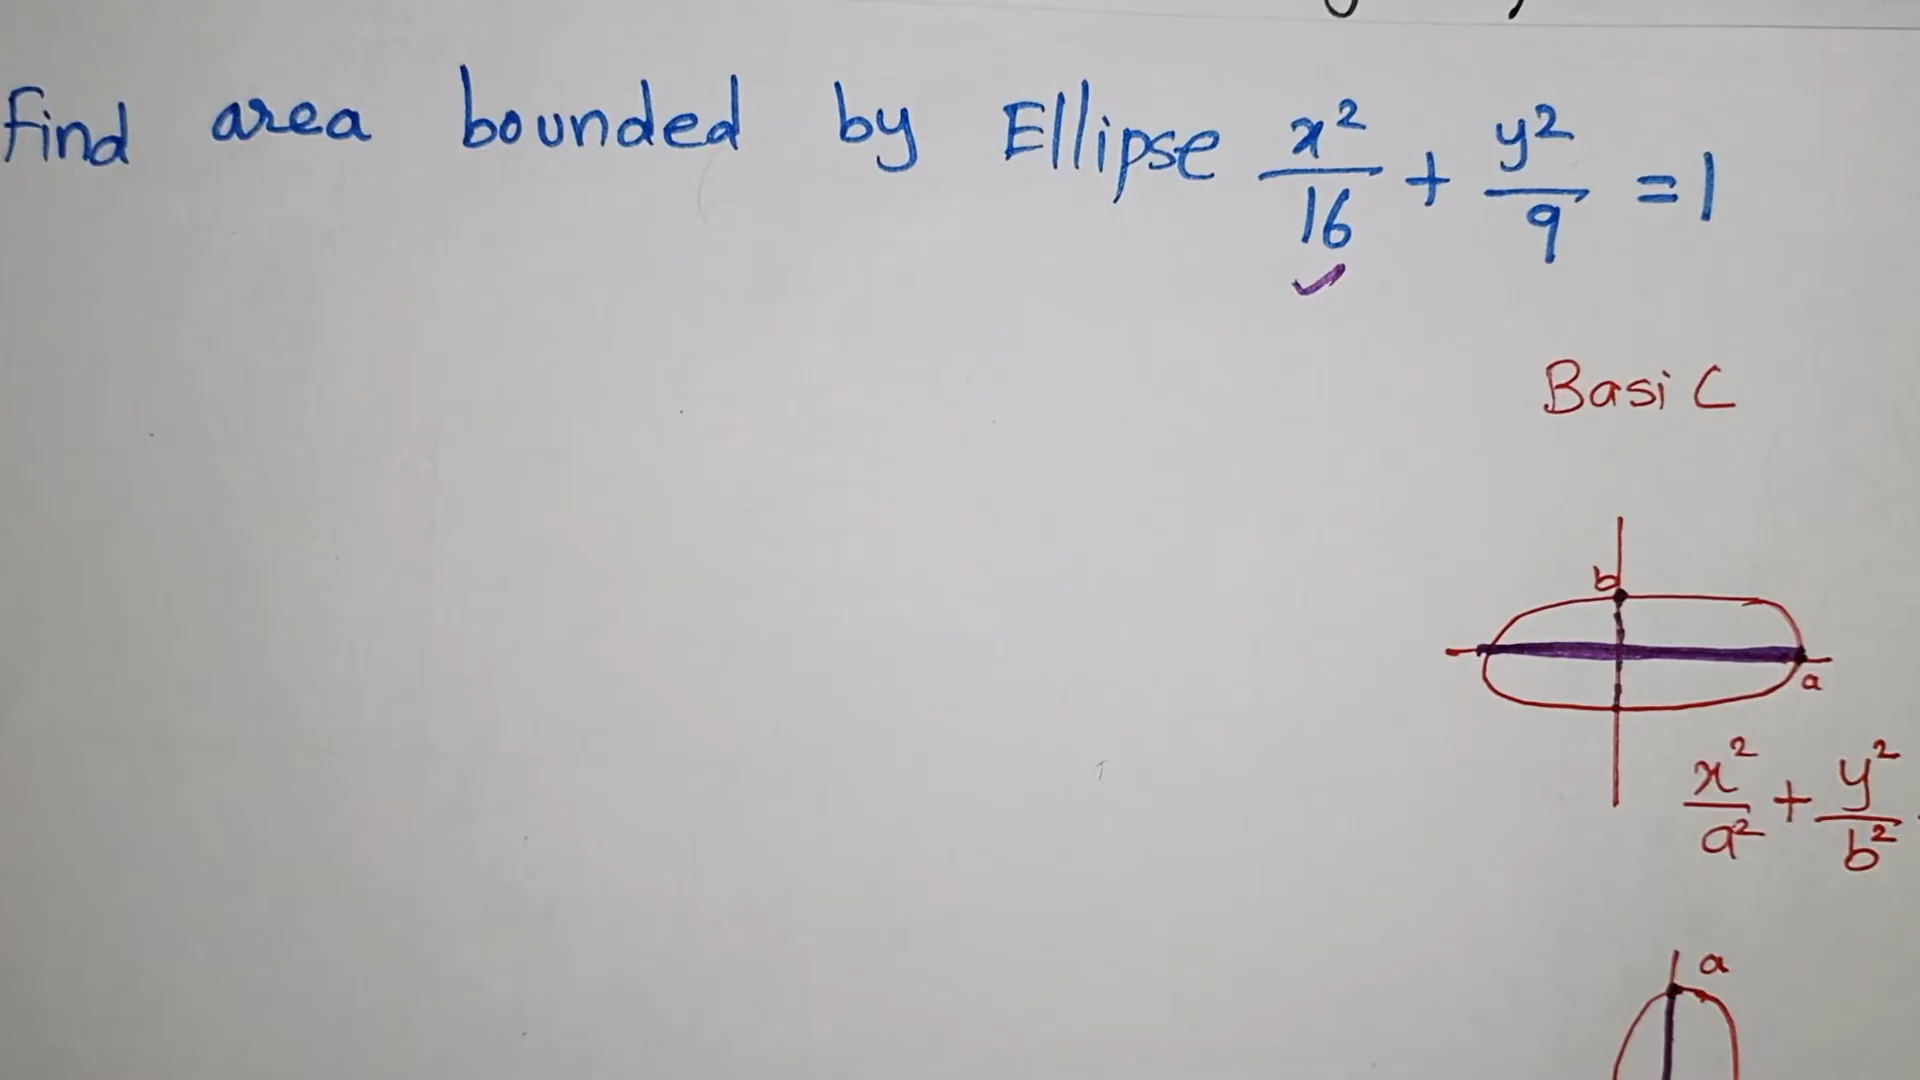 Find area bounded by Ellipse x²/16 + y²/9 = 1
Basic
b
a
x²/a² + y²/b²
a